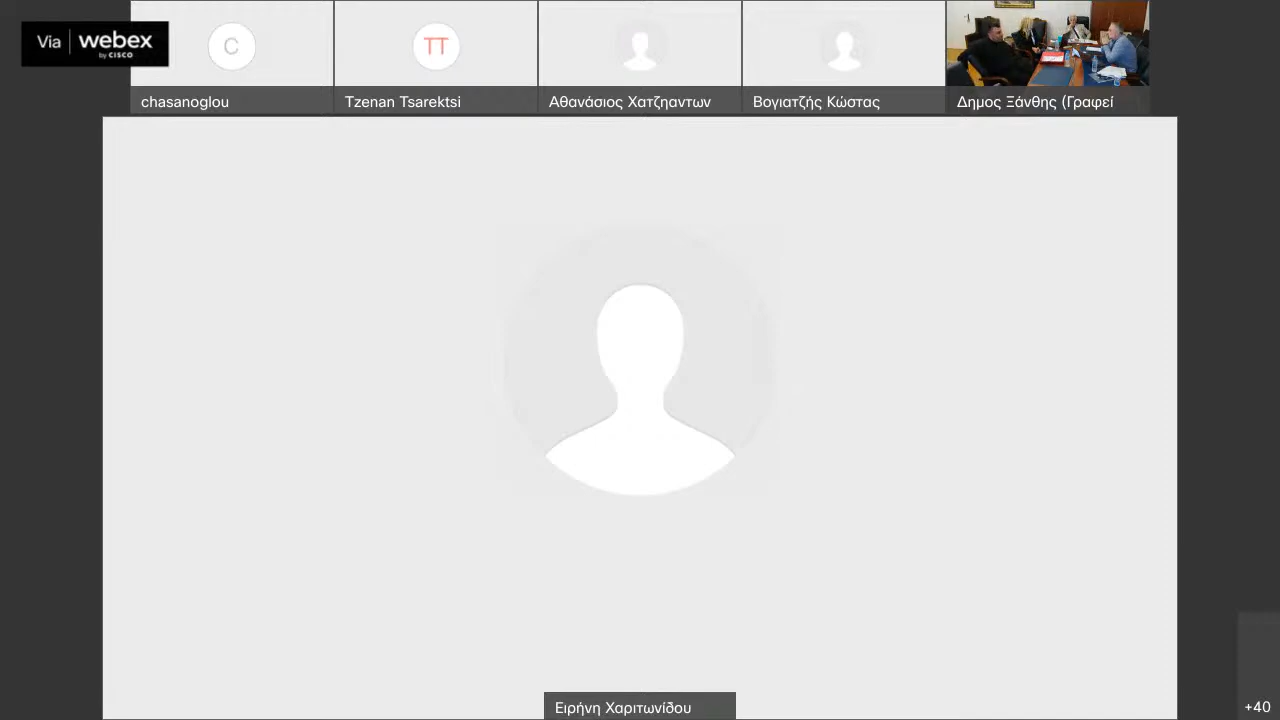 Via webex
by CISCO
C
TT
chasanoglou
Tzenan Tsarektsi
Αθανάσιος Χατζηαντων
Βογιατζής Κώστας
Δημος Ξάνθης (Γραφεί
Ειρήνη Χαριτωνίδου
+40